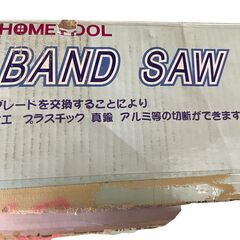 HOME TOOL
BAND SAW
ブレードを交換することにより
工 プラスチック 真鍮 アルミ等の切断ができます